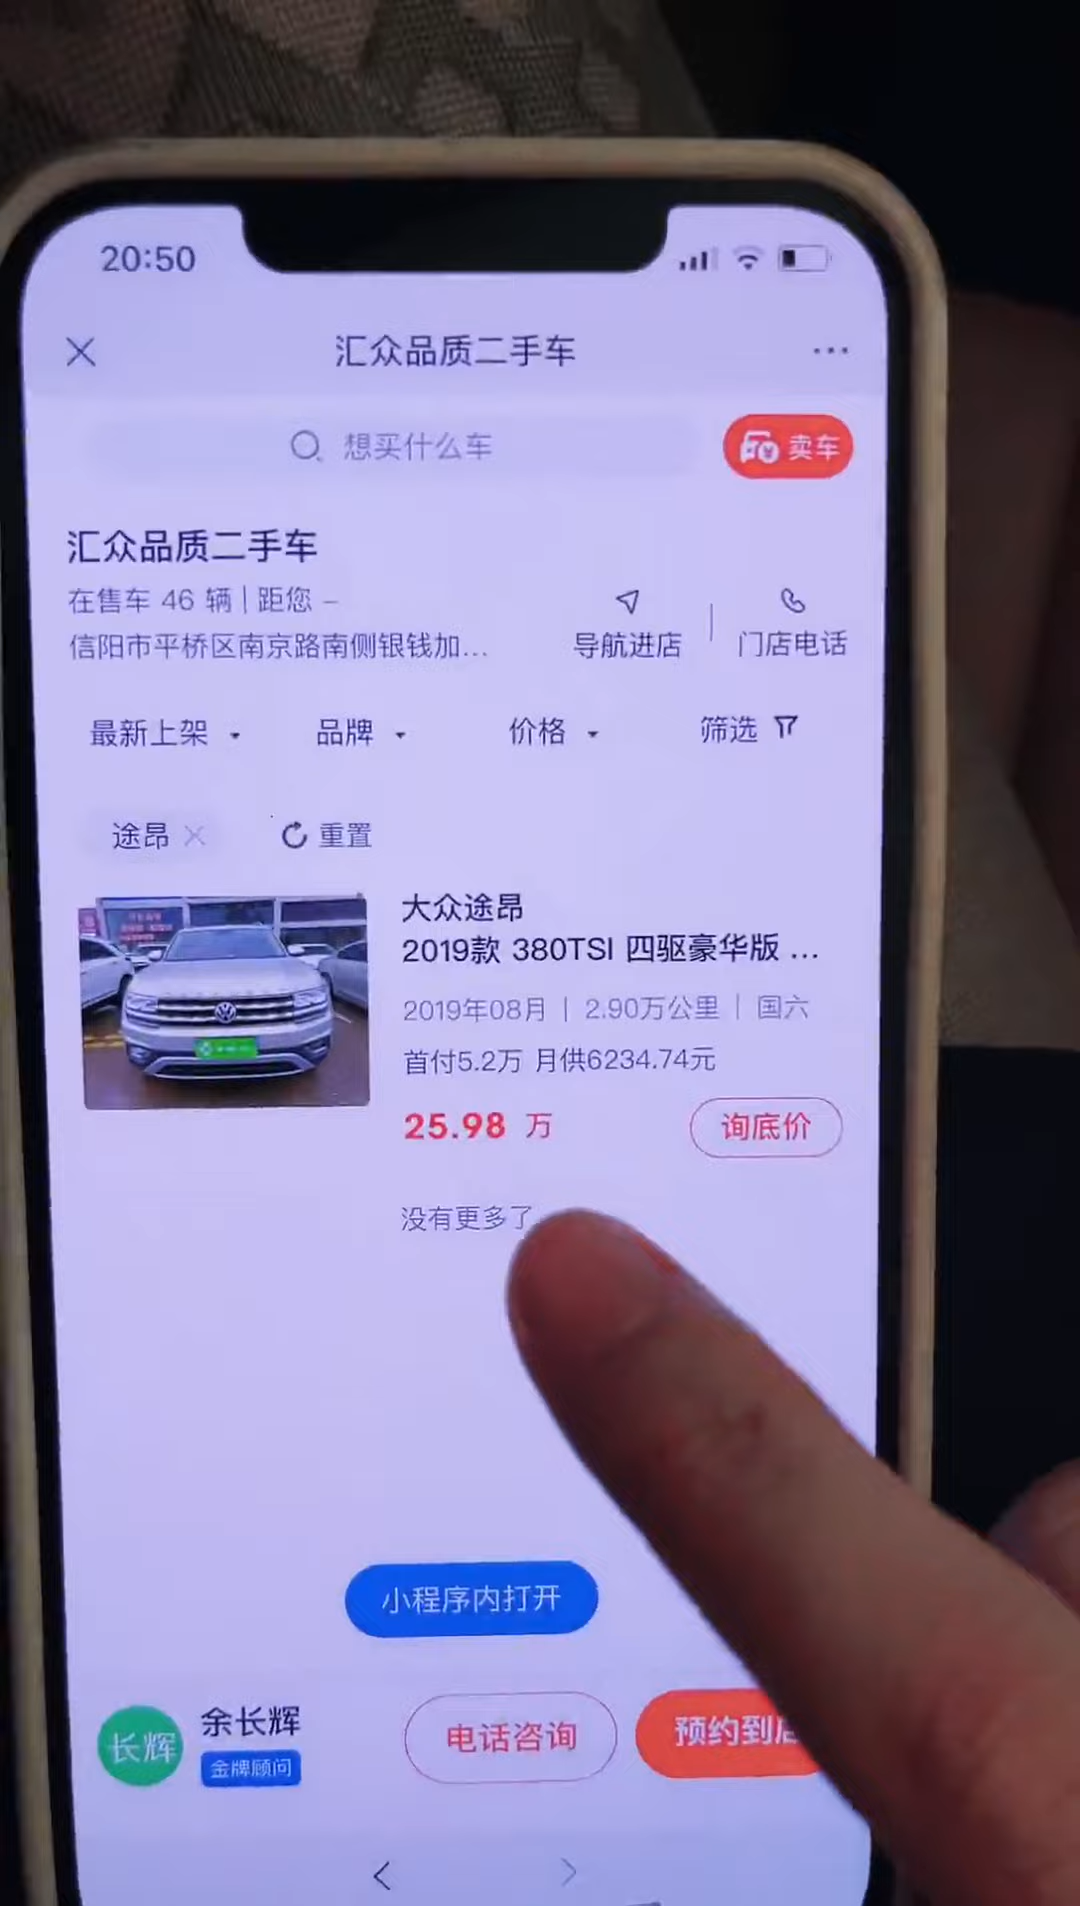 20:50
汇众品质二手车
想买什么车
卖车
汇众品质二手车
在售车 46 辆 | 距您 –
信阳市平桥区南京路南侧银钱加...
导航进店
门店电话
最新上架
品牌
价格
筛选
途昂
重置
大众途昂
2019款 380TSI 四驱豪华版 ...
2019年08月 | 2.90万公里 | 国六
首付5.2万 月供6234.74元
25.98 万
询底价
没有更多了
小程序内打开
长辉
余长辉
金牌顾问
电话咨询
预约到店